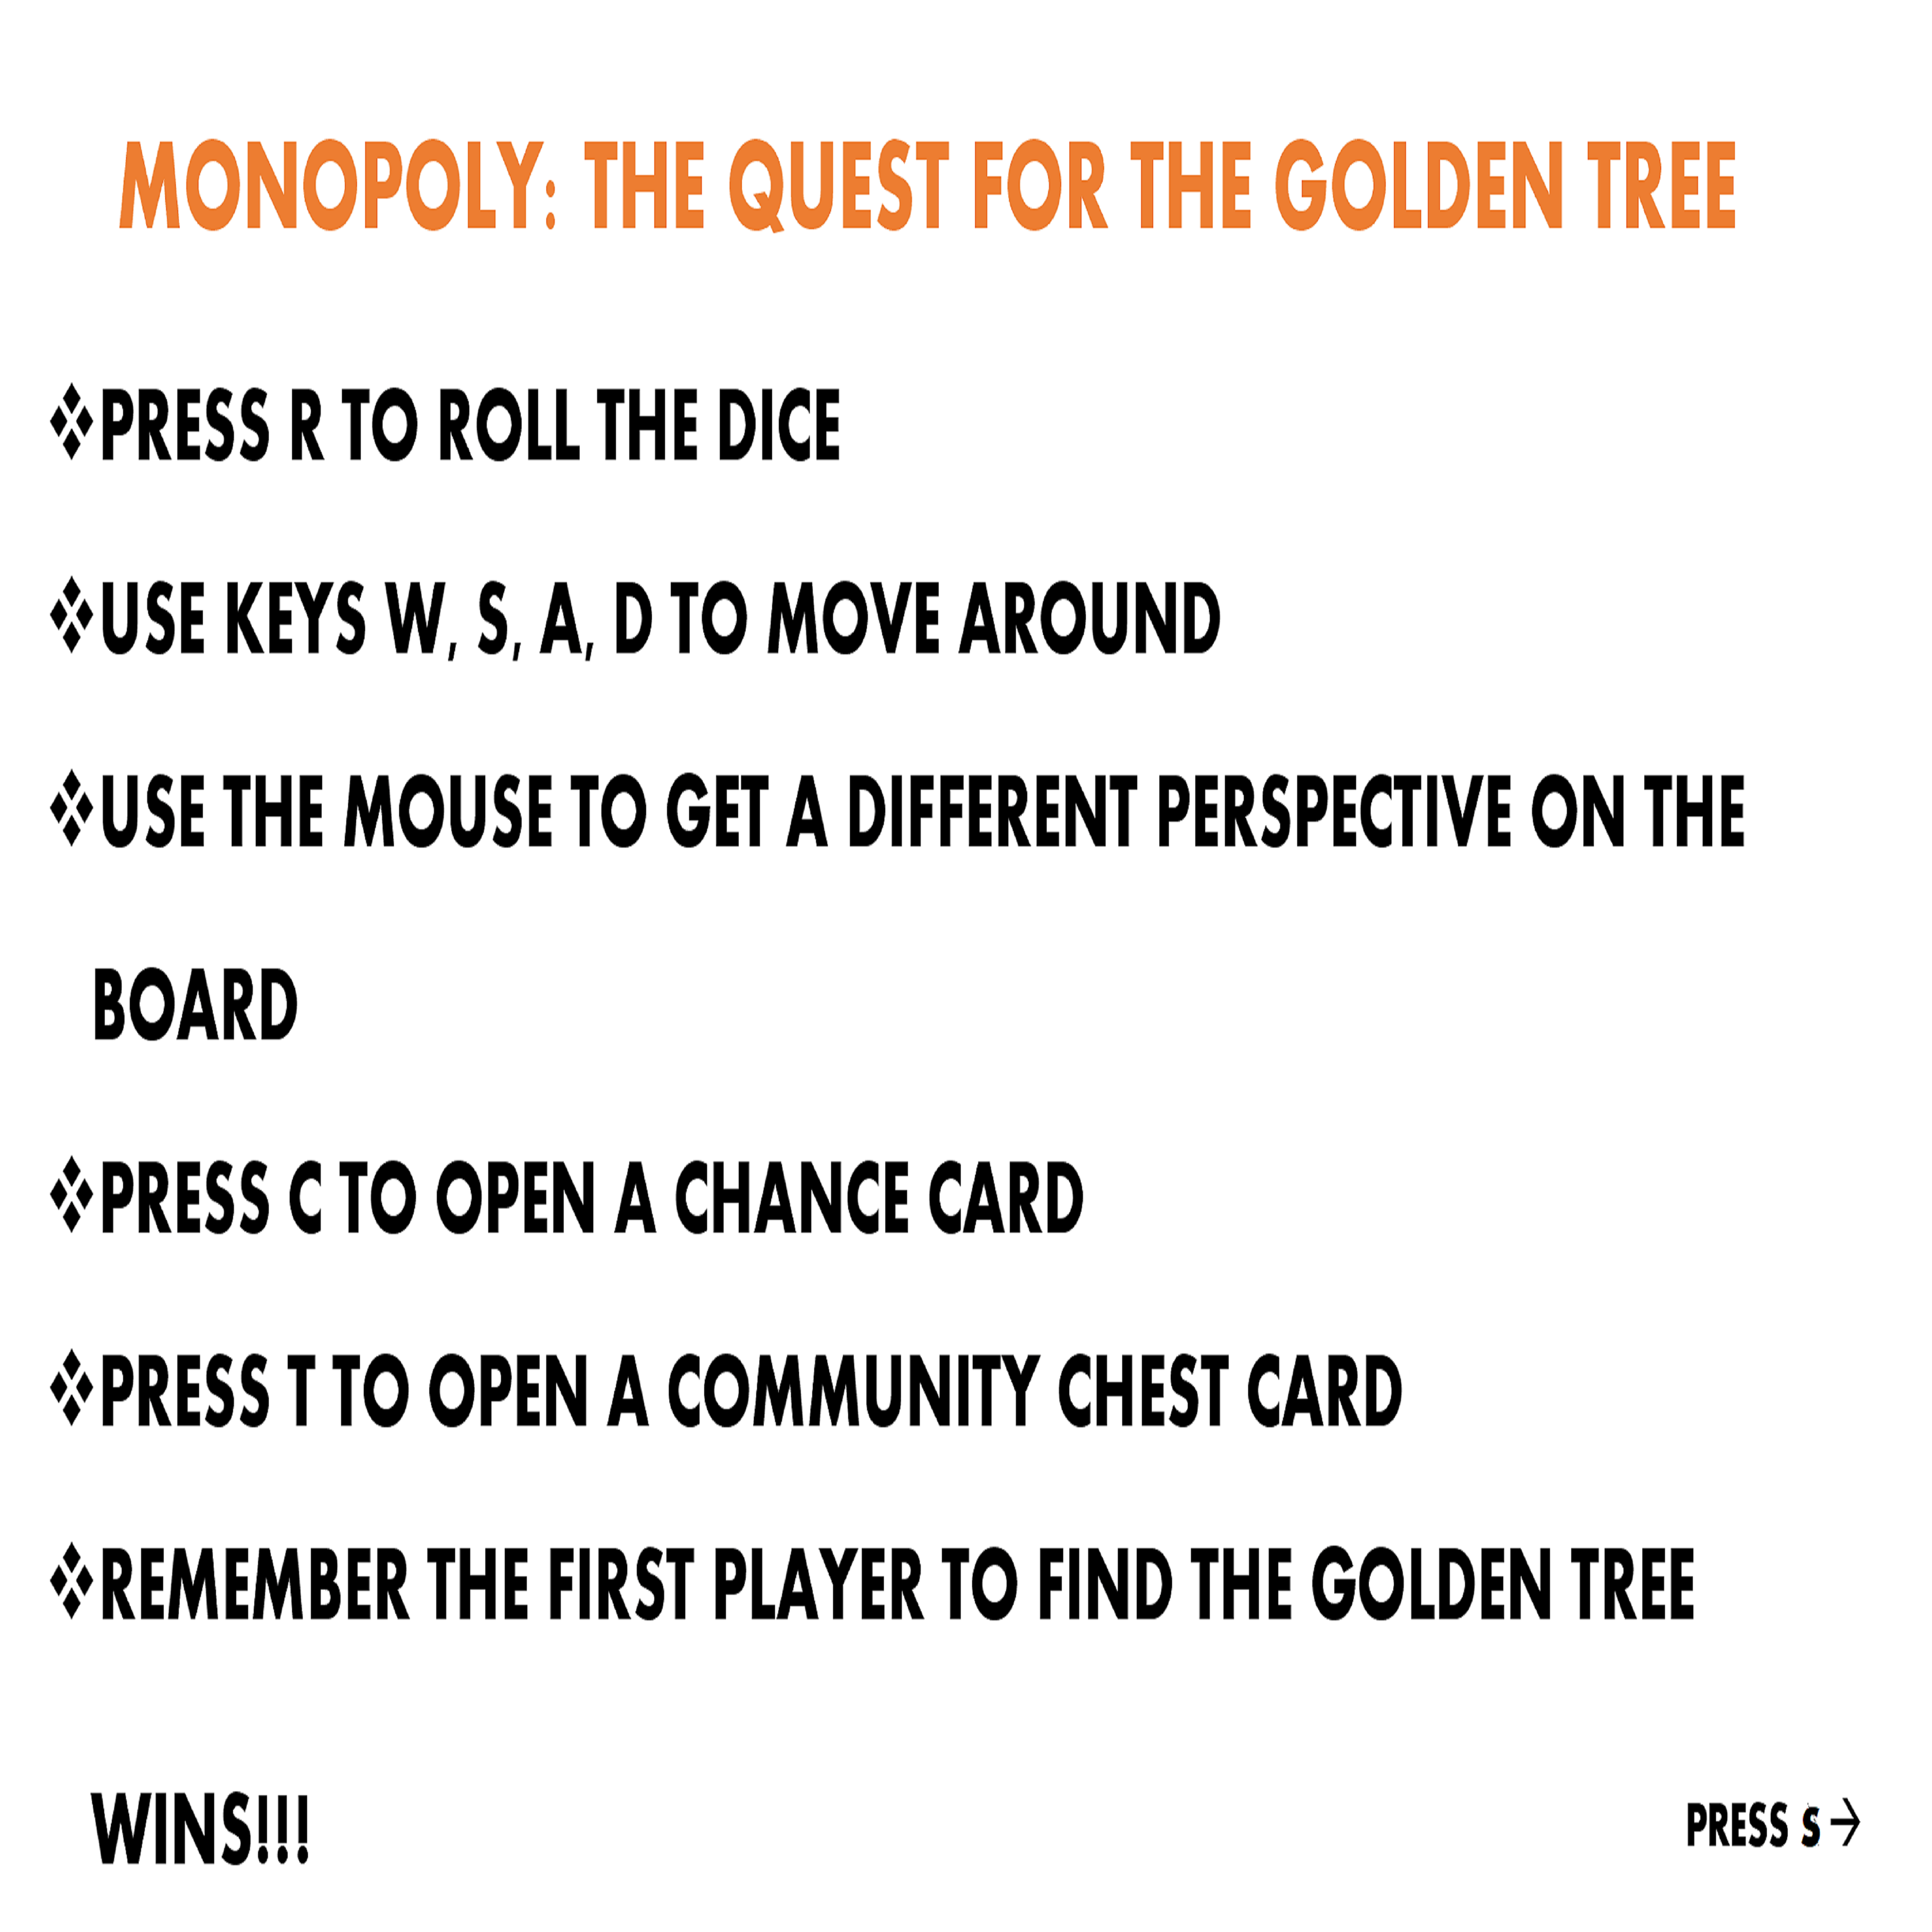 MONOPOLY: THE QUEST FOR THE GOLDEN TREE
❖PRESS R TO ROLL THE DICE
❖USE KEYS W, S, A, D TO MOVE AROUND
❖USE THE MOUSE TO GET A DIFFERENT PERSPECTIVE ON THE
BOARD
❖PRESS C TO OPEN A CHANCE CARD
❖PRESS T TO OPEN A COMMUNITY CHEST CARD
❖REMEMBER THE FIRST PLAYER TO FIND THE GOLDEN TREE
WINS!!!
PRESS S→